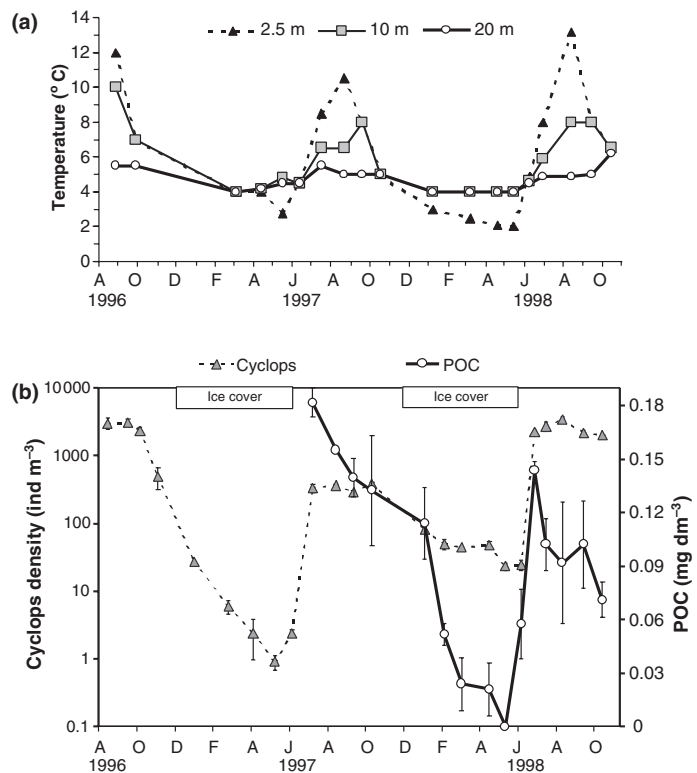 (a)
2.5 m 10 m 20 m
Temperature (° C)
14
12
10
8
6
4
2
0
A O D F A J A O D F A J A O
1996 1997 1998
Cyclops POC
(b)
Ice cover Ice cover
Cyclops density (ind m⁻³)
10 000
1000
100
10
1
0.1
POC (mg dm⁻³)
0.18
0.15
0.12
0.09
0.06
0.03
0
A O D F A J A O D F A J A O
1996 1997 1998